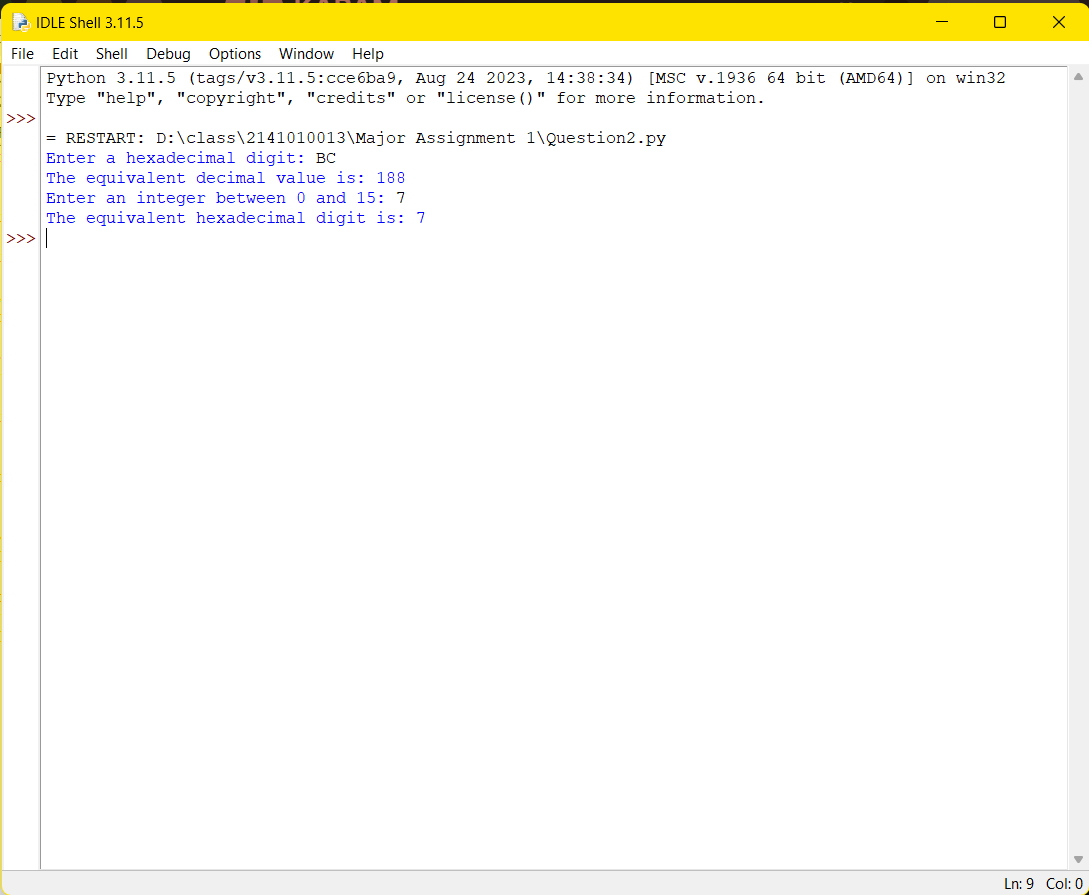 IDLE Shell 3.11.5
File Edit Shell Debug Options Window Help
Python 3.11.5 (tags/v3.11.5:cce6ba9, Aug 24 2023, 14:38:34) [MSC v.1936 64 bit (AMD64)] on win32
Type "help", "copyright", "credits" or "license()" for more information.
>>>
= RESTART: D:\class\2141010013\Major Assignment 1\Question2.py
Enter a hexadecimal digit: BC
The equivalent decimal value is: 188
Enter an integer between 0 and 15: 7
The equivalent hexadecimal digit is: 7
>>>
Ln: 9 Col: 0